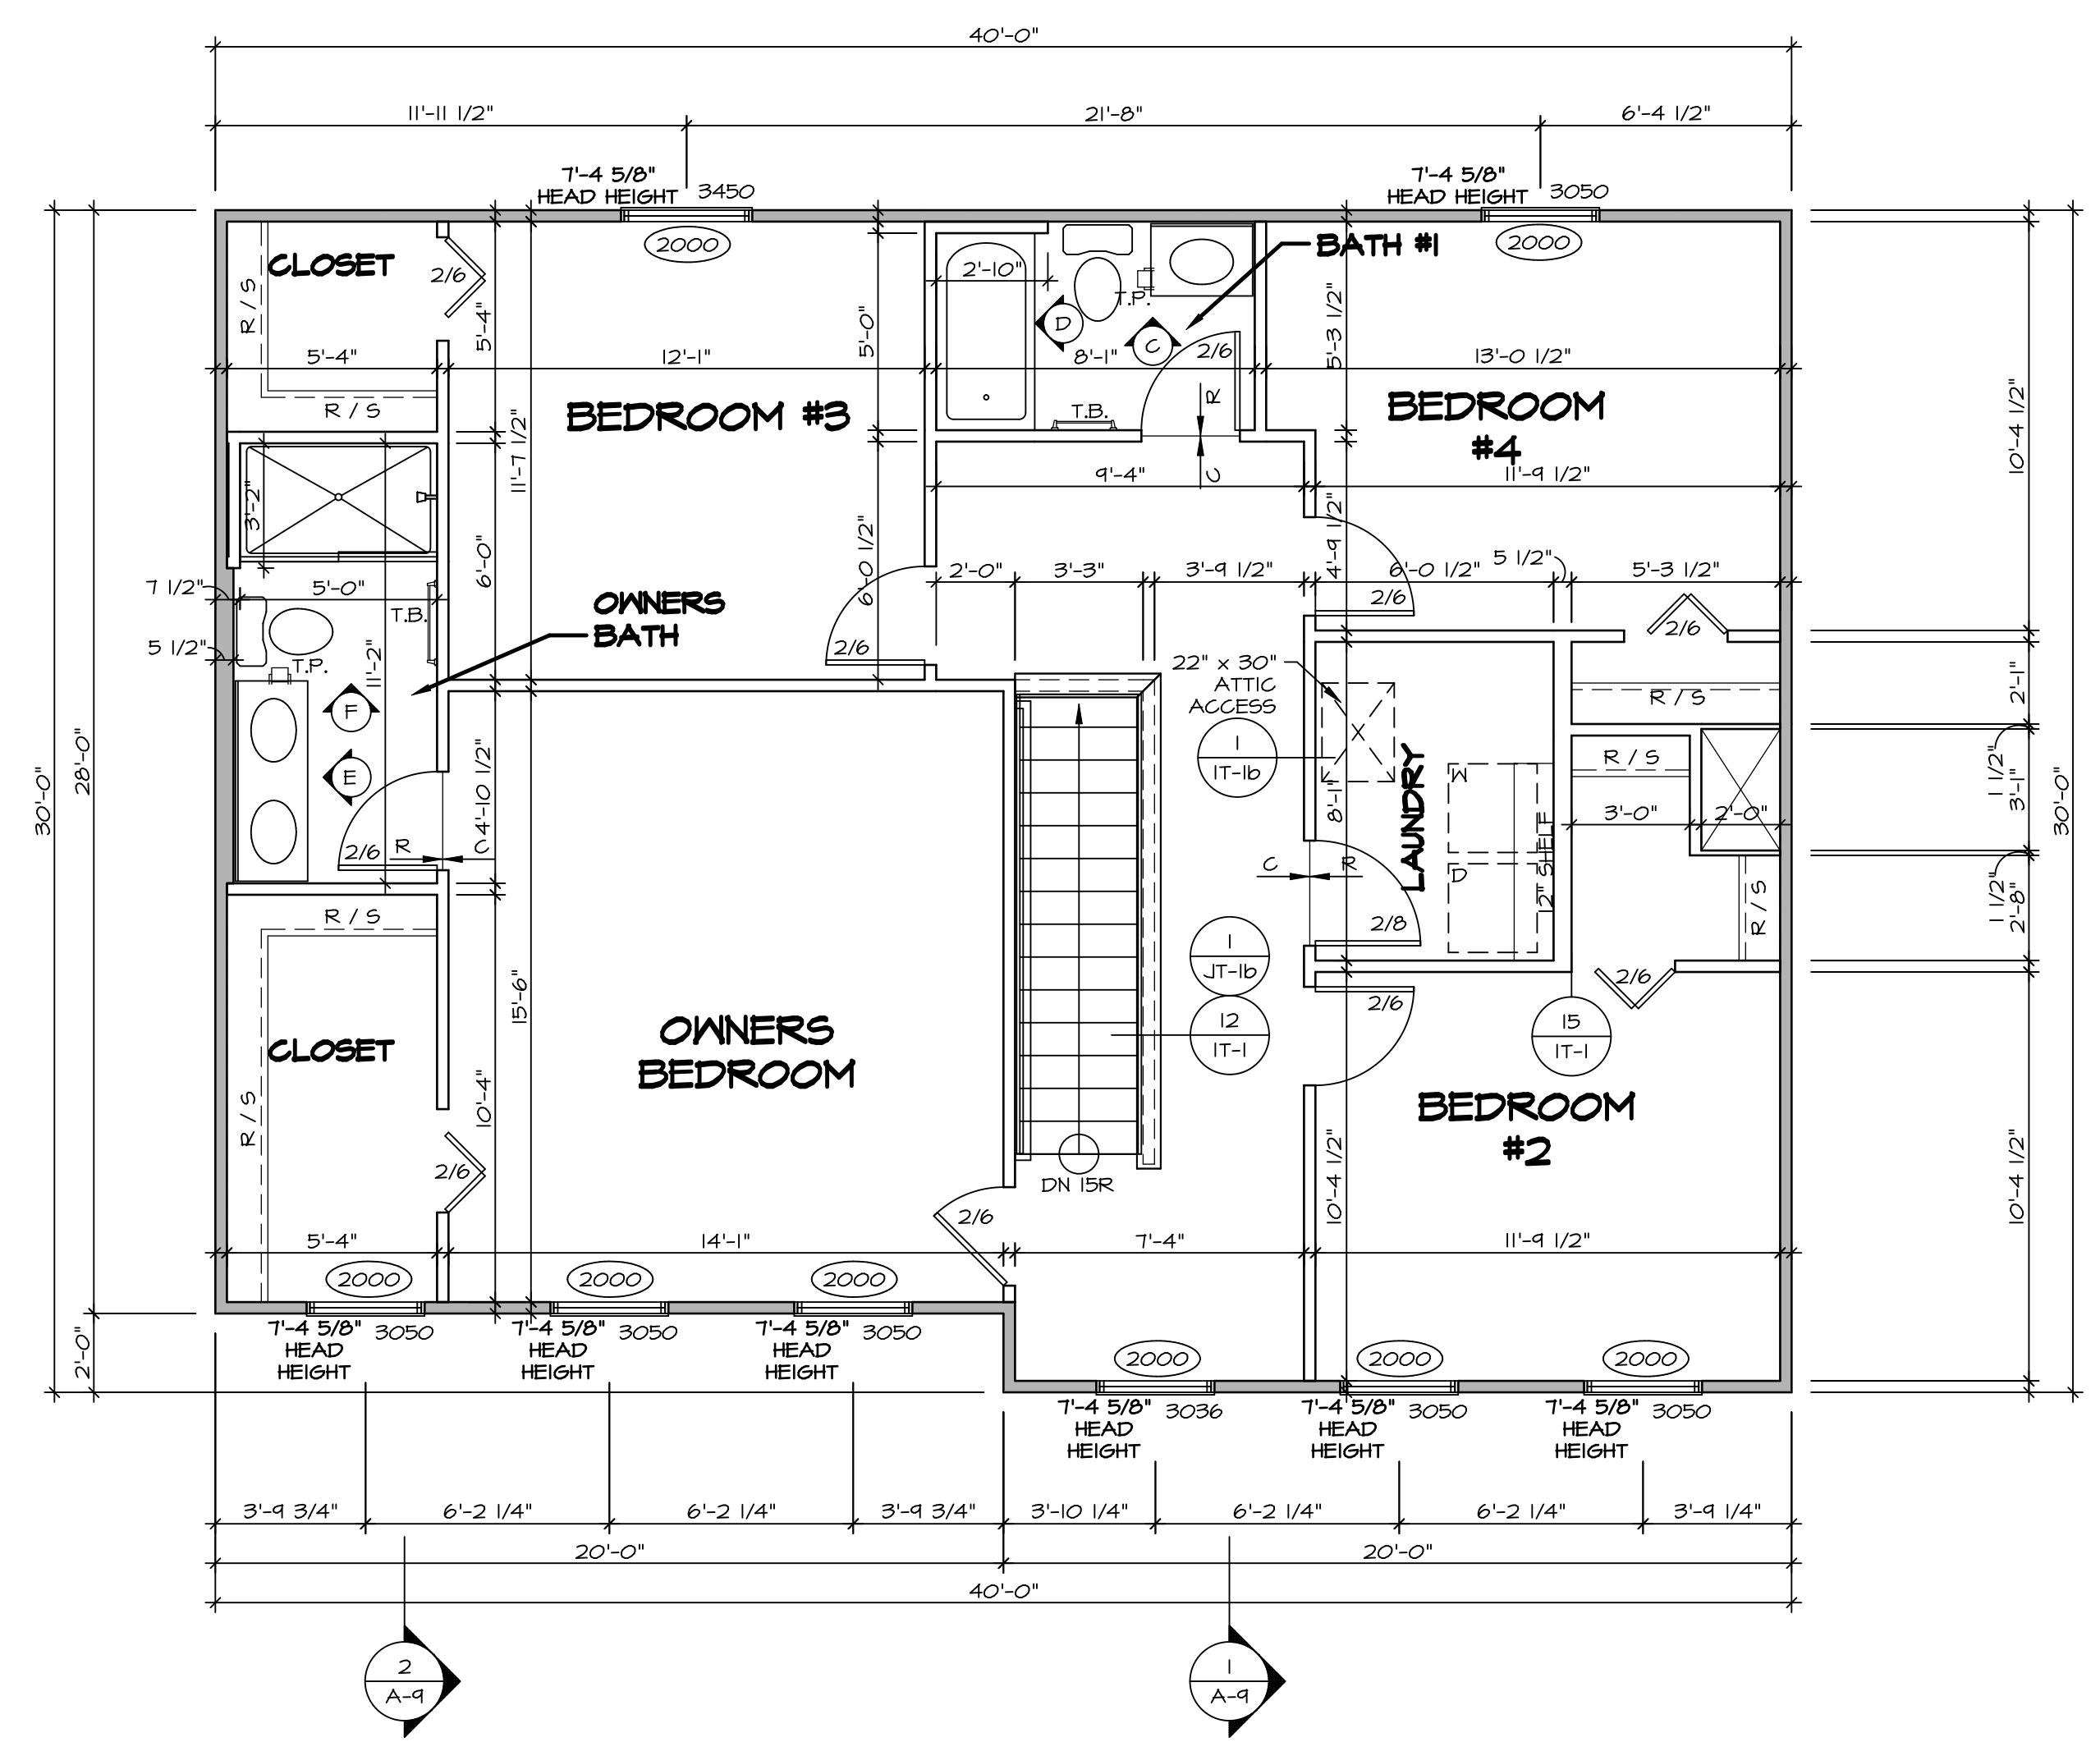 40'-0"
11'-11 1/2"
21'-8"
6'-4 1/2"
7'-4 5/8"
HEAD HEIGHT
3450
7'-4 5/8"
HEAD HEIGHT
3050
2000
2000
CLOSET
2/6
R / S
R / S
5'-4"
5'-4"
12'-1"
11'-7 1/2"
BEDROOM #3
5'-0"
2'-10"
T.P.
D
C
8'-1"
2/6
T.B.
R
C
BATH #1
5'-3 1/2"
13'-0 1/2"
BEDROOM
#4
9'-4"
11'-9 1/2"
10'-4 1/2"
3'-2"
6'-0"
6'-0 1/2"
4'-9 1/2"
7 1/2"
5'-0"
T.B.
5 1/2"
T.P.
11'-2"
OWNERS
BATH
2/6
2'-0"
3'-3"
3'-9 1/2"
6'-0 1/2"
5 1/2"
5'-3 1/2"
2/6
2/6
R / S
2'-1"
22" x 30"
ATTIC
ACCESS
1
1T-1b
F
E
2/6
R
C
4'-10 1/2"
30'-0"
28'-0"
2'-0"
8'-1"
LAUNDRY
W
D
12" SHELF
R / S
3'-0"
2'-0"
1 1/2"
3'-1"
1 1/2"
2'-8"
30'-0"
R / S
C
R
2/8
R / S
R / S
CLOSET
2/6
10'-4"
15'-6"
OWNERS
BEDROOM
1
JT-1b
12
1T-1
2/6
2/6
15
1T-1
BEDROOM
#2
10'-4 1/2"
10'-4 1/2"
DN 15R
2/6
5'-4"
14'-1"
7'-4"
11'-9 1/2"
2000
2000
2000
7'-4 5/8"
HEAD
HEIGHT
3050
7'-4 5/8"
HEAD
HEIGHT
3050
7'-4 5/8"
HEAD
HEIGHT
3050
2000
2000
2000
7'-4 5/8"
HEAD
HEIGHT
3036
7'-4 5/8"
HEAD
HEIGHT
3050
7'-4 5/8"
HEAD
HEIGHT
3050
3'-9 3/4"
6'-2 1/4"
6'-2 1/4"
3'-9 3/4"
3'-10 1/4"
6'-2 1/4"
6'-2 1/4"
3'-9 1/4"
20'-0"
20'-0"
40'-0"
2
A-9
1
A-9